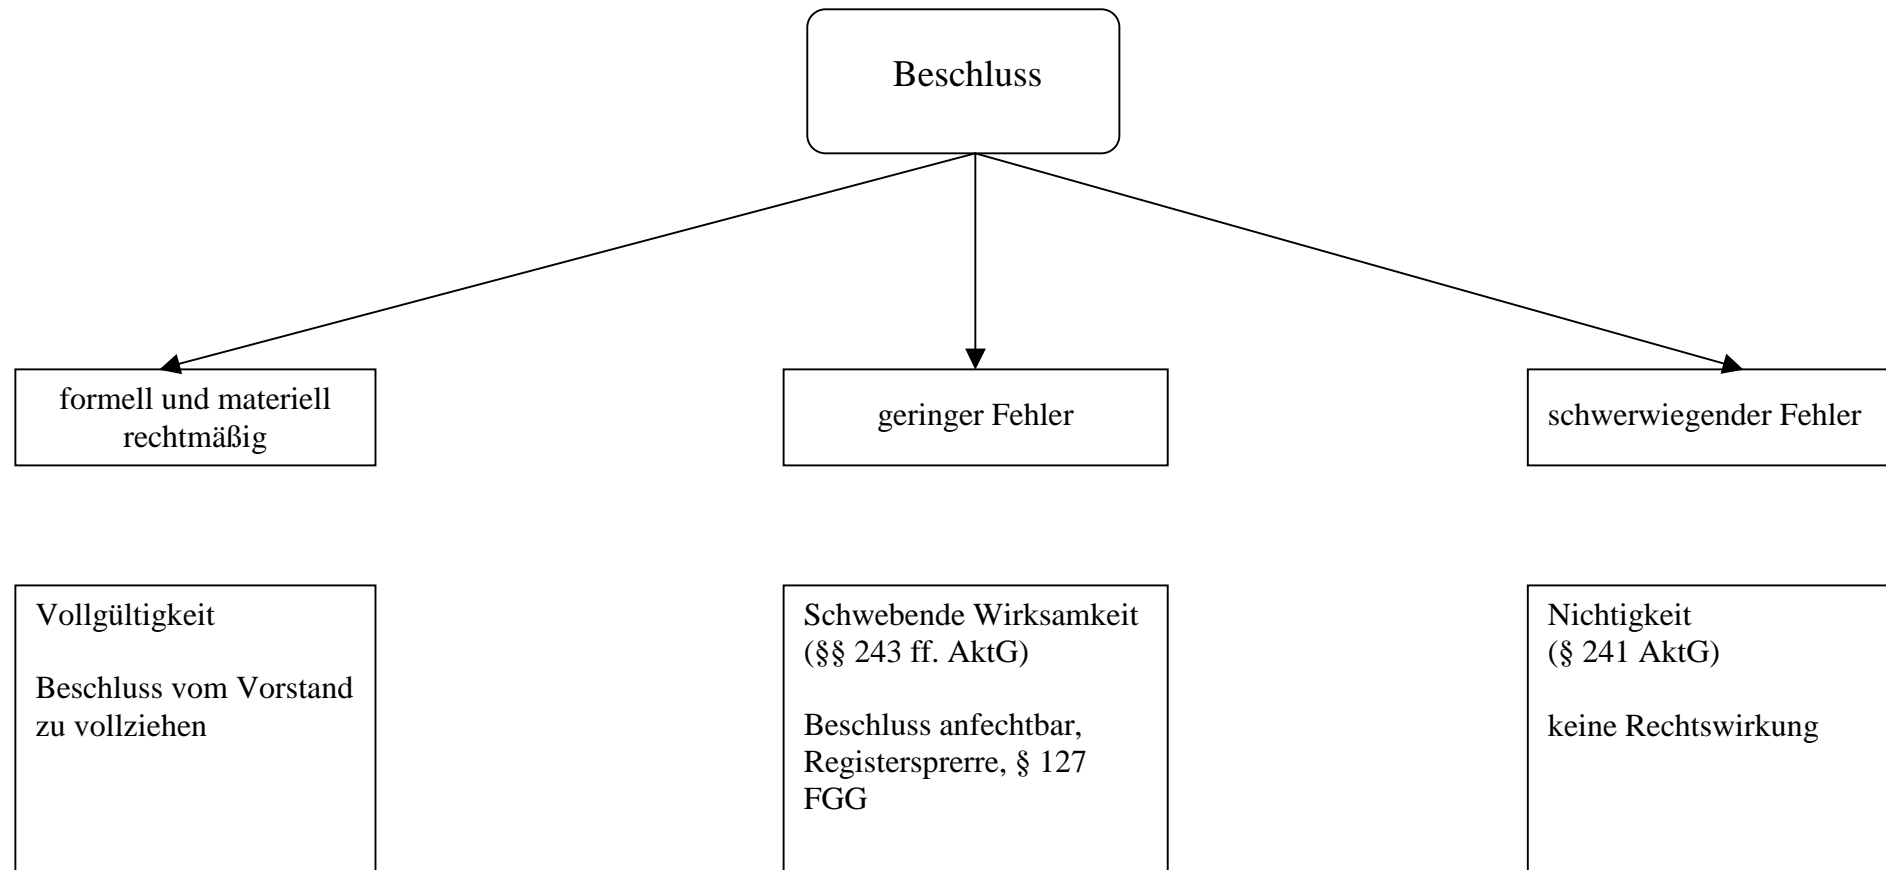 Beschluss
formell und materiell
rechtmäßig
geringer Fehler
schwerwiegender Fehler
Vollgültigkeit
Beschluss vom Vorstand
zu vollziehen
Schwebende Wirksamkeit
(§§ 243 ff. AktG)
Beschluss anfechtbar,
Registersprerre, § 127
FGG
Nichtigkeit
(§ 241 AktG)
keine Rechtswirkung